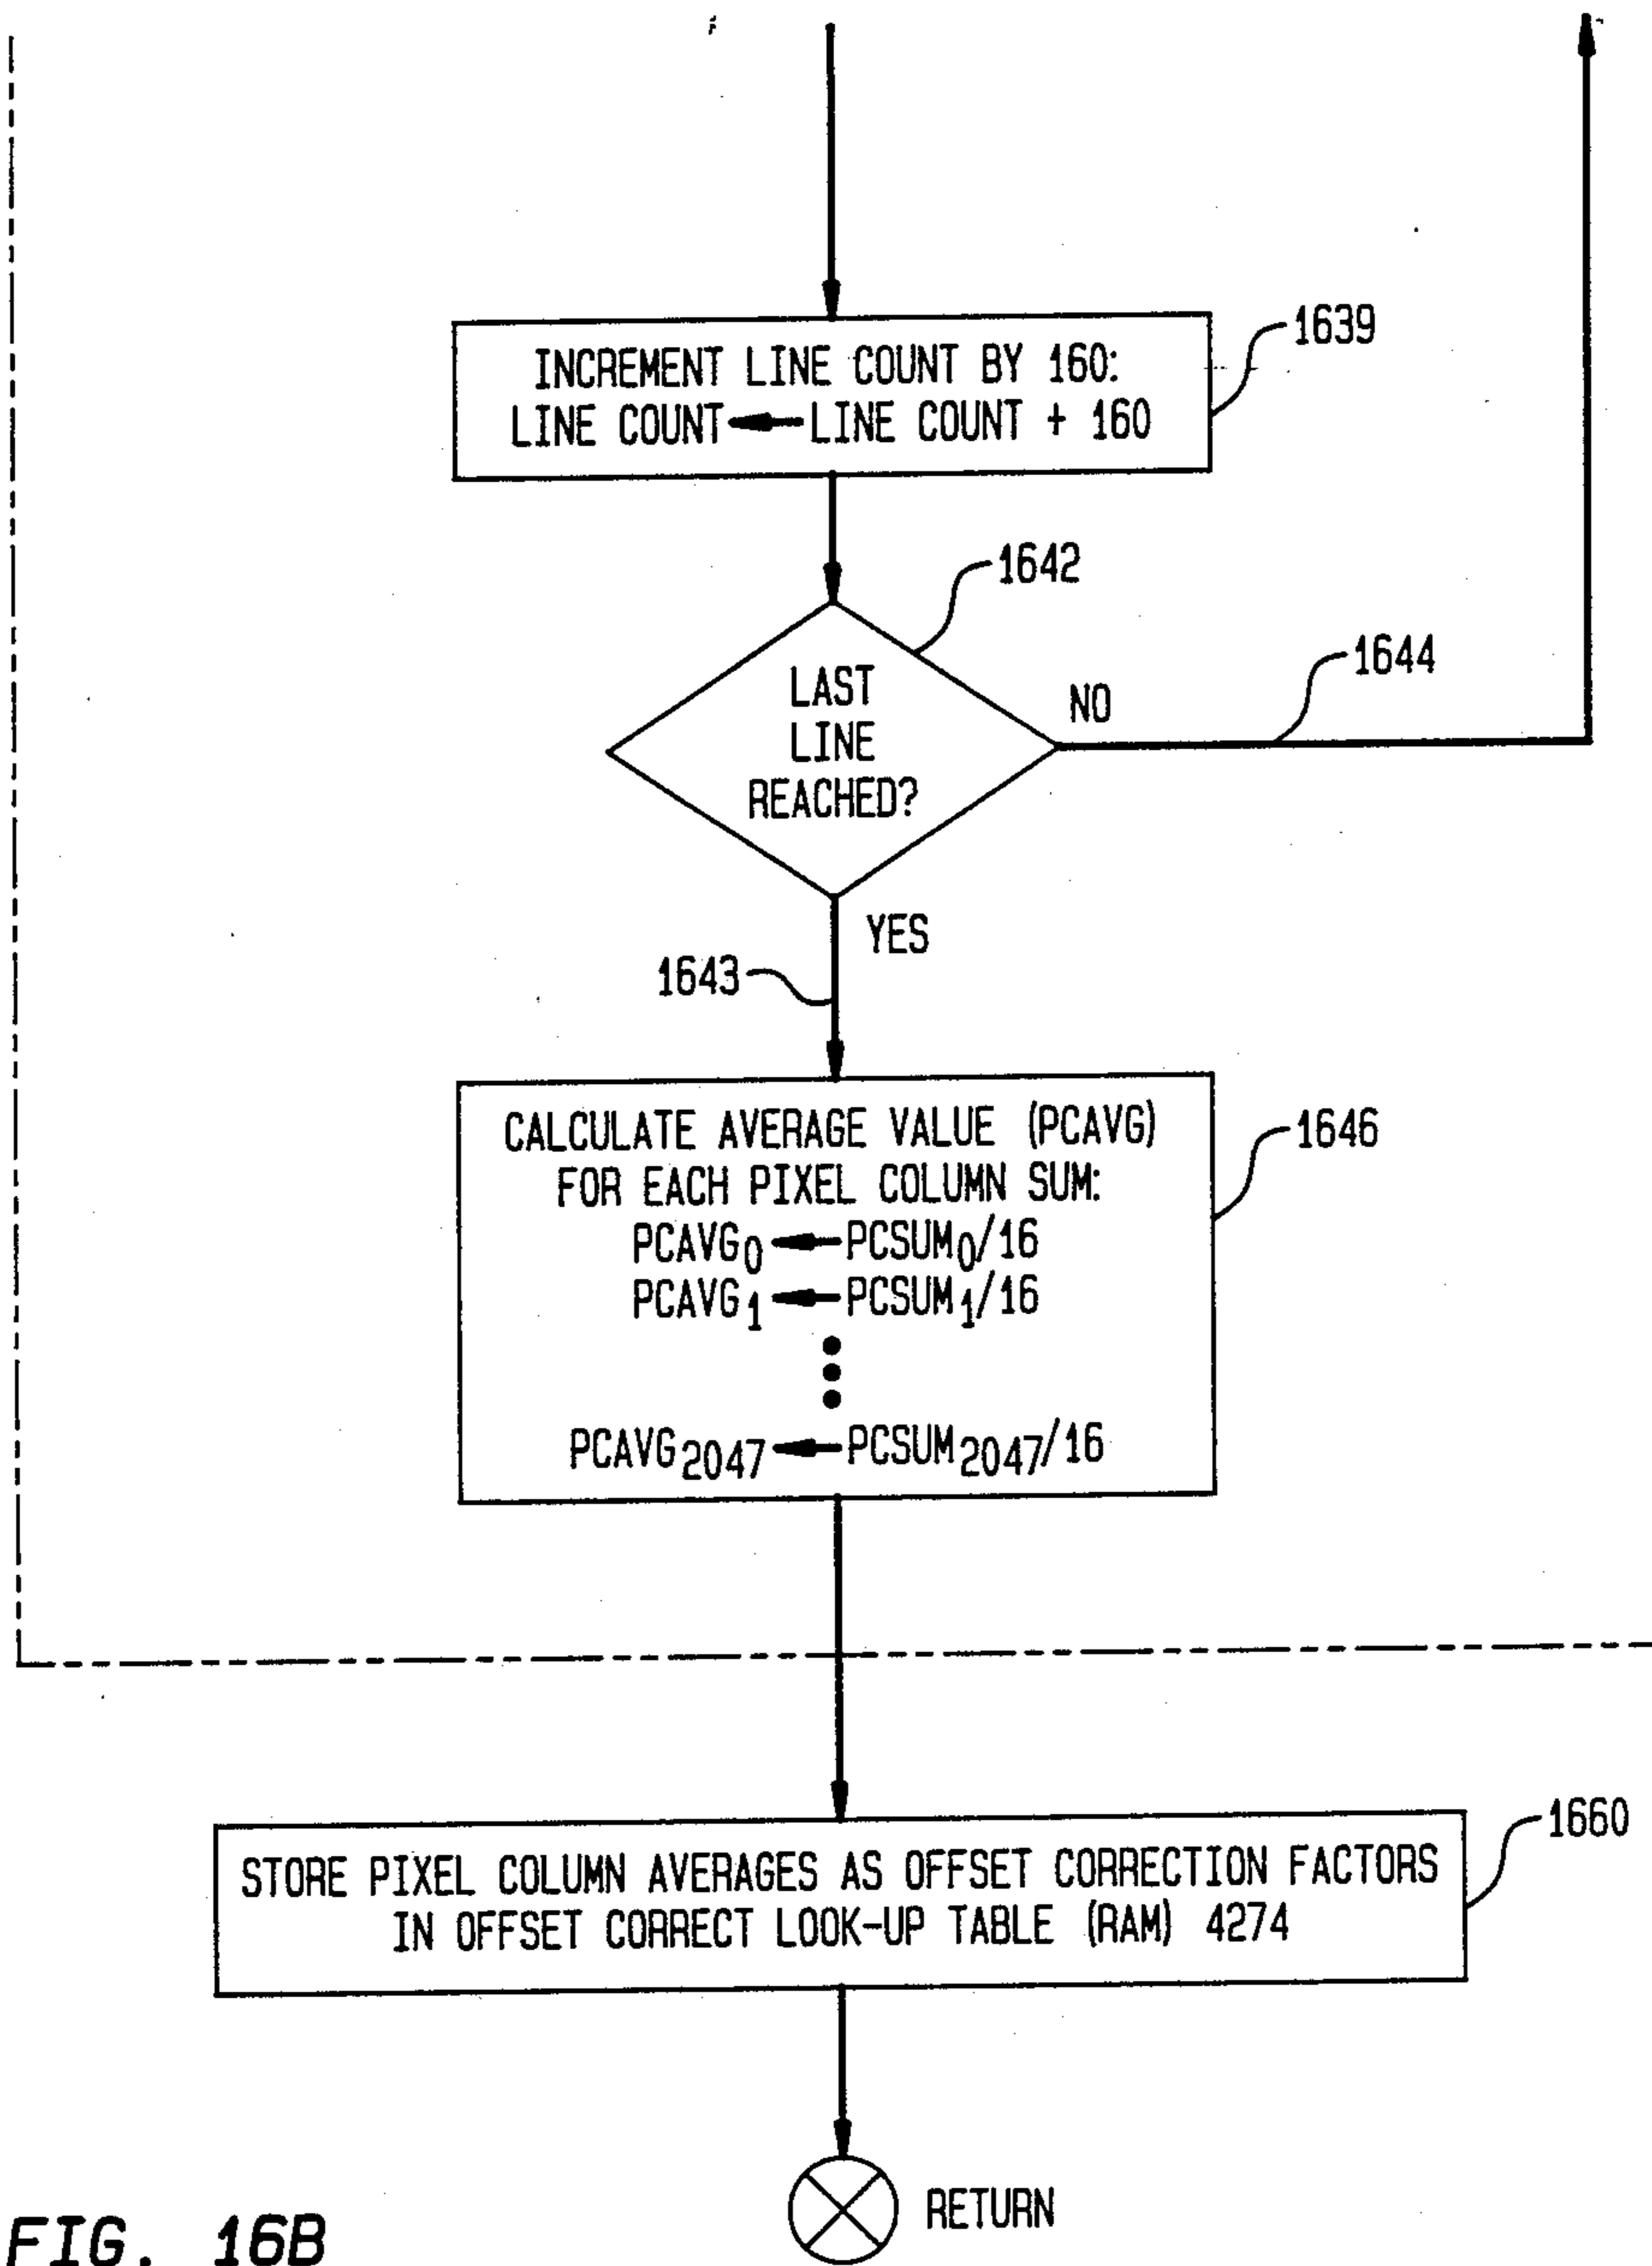 INCREMENT LINE COUNT BY 160:
LINE COUNT ← LINE COUNT + 160
1639
1642
LAST
LINE
REACHED?
NO
1644
YES
1643
CALCULATE AVERAGE VALUE (PCAVG)
FOR EACH PIXEL COLUMN SUM:
PCAVG₀ ← PCSUM₀/16
PCAVG₁ ← PCSUM₁/16
PCAVG₂₀₄₇ ← PCSUM₂₀₄₇/16
1646
STORE PIXEL COLUMN AVERAGES AS OFFSET CORRECTION FACTORS
IN OFFSET CORRECT LOOK-UP TABLE (RAM) 4274
1660
RETURN
FIG. 16B